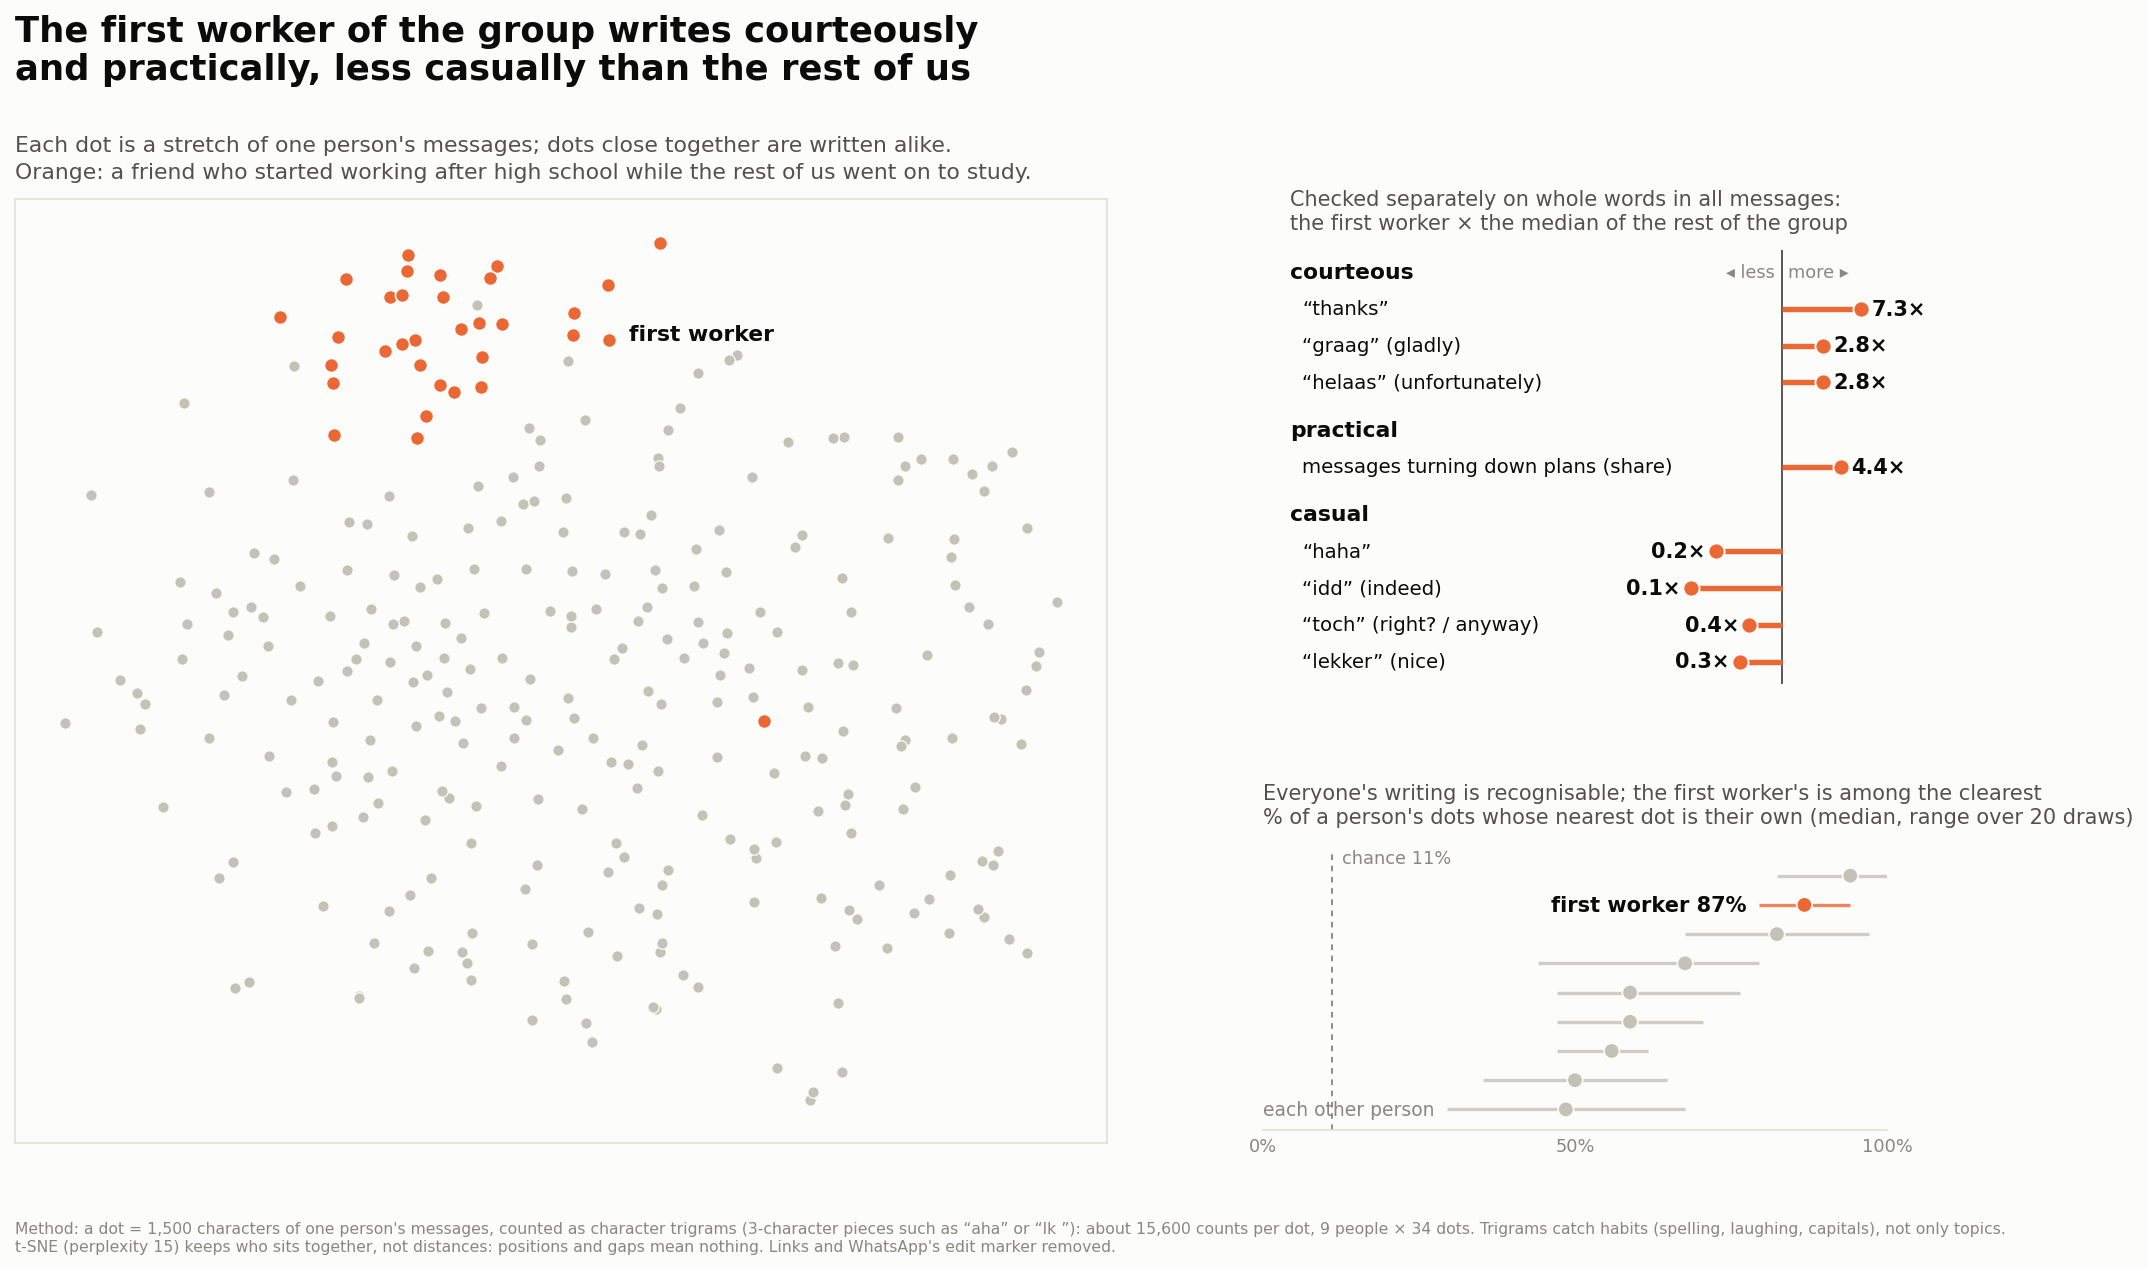 The first worker of the group writes courteously
and practically, less casually than the rest of us
Each dot is a stretch of one person's messages; dots close together are written alike.
Orange: a friend who started working after high school while the rest of us went on to study.
first worker
Checked separately on whole words in all messages:
the first worker × the median of the rest of the group
courteous
◂ less
more ▸
“thanks”
7.3×
“graag” (gladly)
2.8×
“helaas” (unfortunately)
2.8×
practical
messages turning down plans (share)
4.4×
casual
“haha”
0.2×
“idd” (indeed)
0.1×
“toch” (right? / anyway)
0.4×
“lekker” (nice)
0.3×
Everyone's writing is recognisable; the first worker's is among the clearest
% of a person's dots whose nearest dot is their own (median, range over 20 draws)
chance 11%
first worker 87%
each other person
0%
50%
100%
Method: a dot = 1,500 characters of one person's messages, counted as character trigrams (3-character pieces such as “aha” or “lk ”): about 15,600 counts per dot, 9 people × 34 dots. Trigrams catch habits (spelling, laughing, capitals), not only topics.
t-SNE (perplexity 15) keeps who sits together, not distances: positions and gaps mean nothing. Links and WhatsApp's edit marker removed.